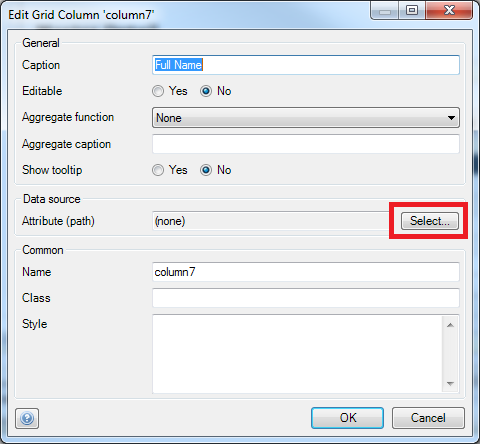 Edit Grid Column 'column7'
General
Caption Full Name
Editable Yes No
Aggregate function None
Aggregate caption
Show tooltip Yes No
Data source
Attribute (path) (none) Select...
Common
Name column7
Class
Style
? OK Cancel